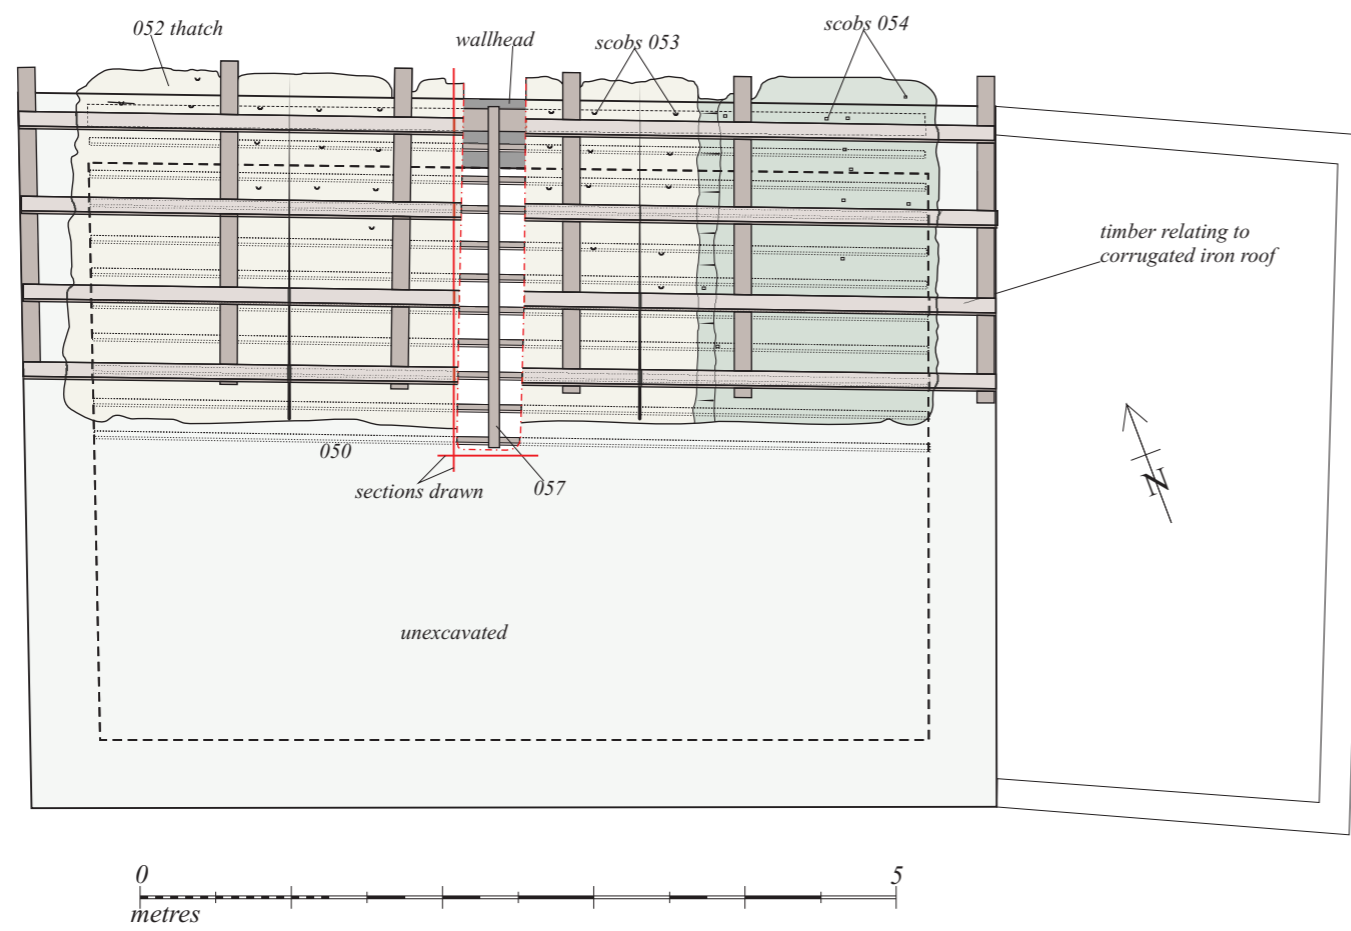 052 thatch
wallhead
scobs 053
scobs 054
timber relating to
corrugated iron roof
050
sections drawn
057
N
unexcavated
0
5
metres